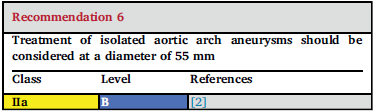 Recommendation 6
Treatment of isolated aortic arch aneurysms should be
considered at a diameter of 55 mm
Class Level References
IIa B [2]